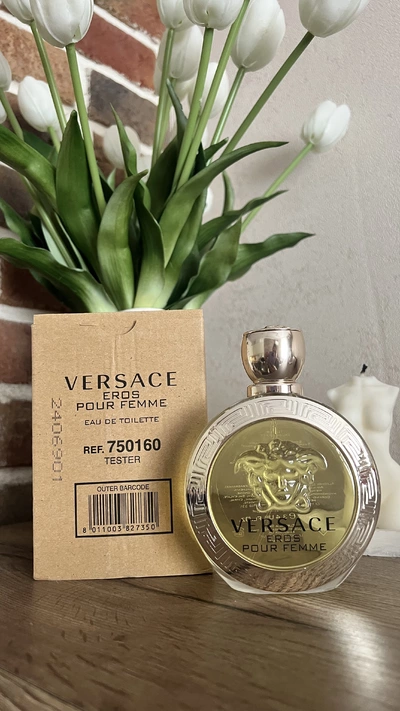 VERSACE
EROS
POUR FEMME
EAU DE TOILETTE
REF. 750160
TESTER
OUTER BARCODE
8 011003 827350
2406901
VERSACE
EROS
POUR FEMME